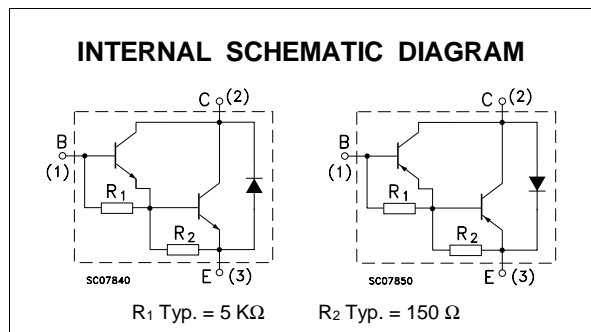 INTERNAL SCHEMATIC DIAGRAM
C (2)
B
(1)
R1
R2
E (3)
SC07840
C (2)
B
(1)
R1
R2
E (3)
SC07850
R1 Typ. = 5 KΩ R2 Typ. = 150 Ω